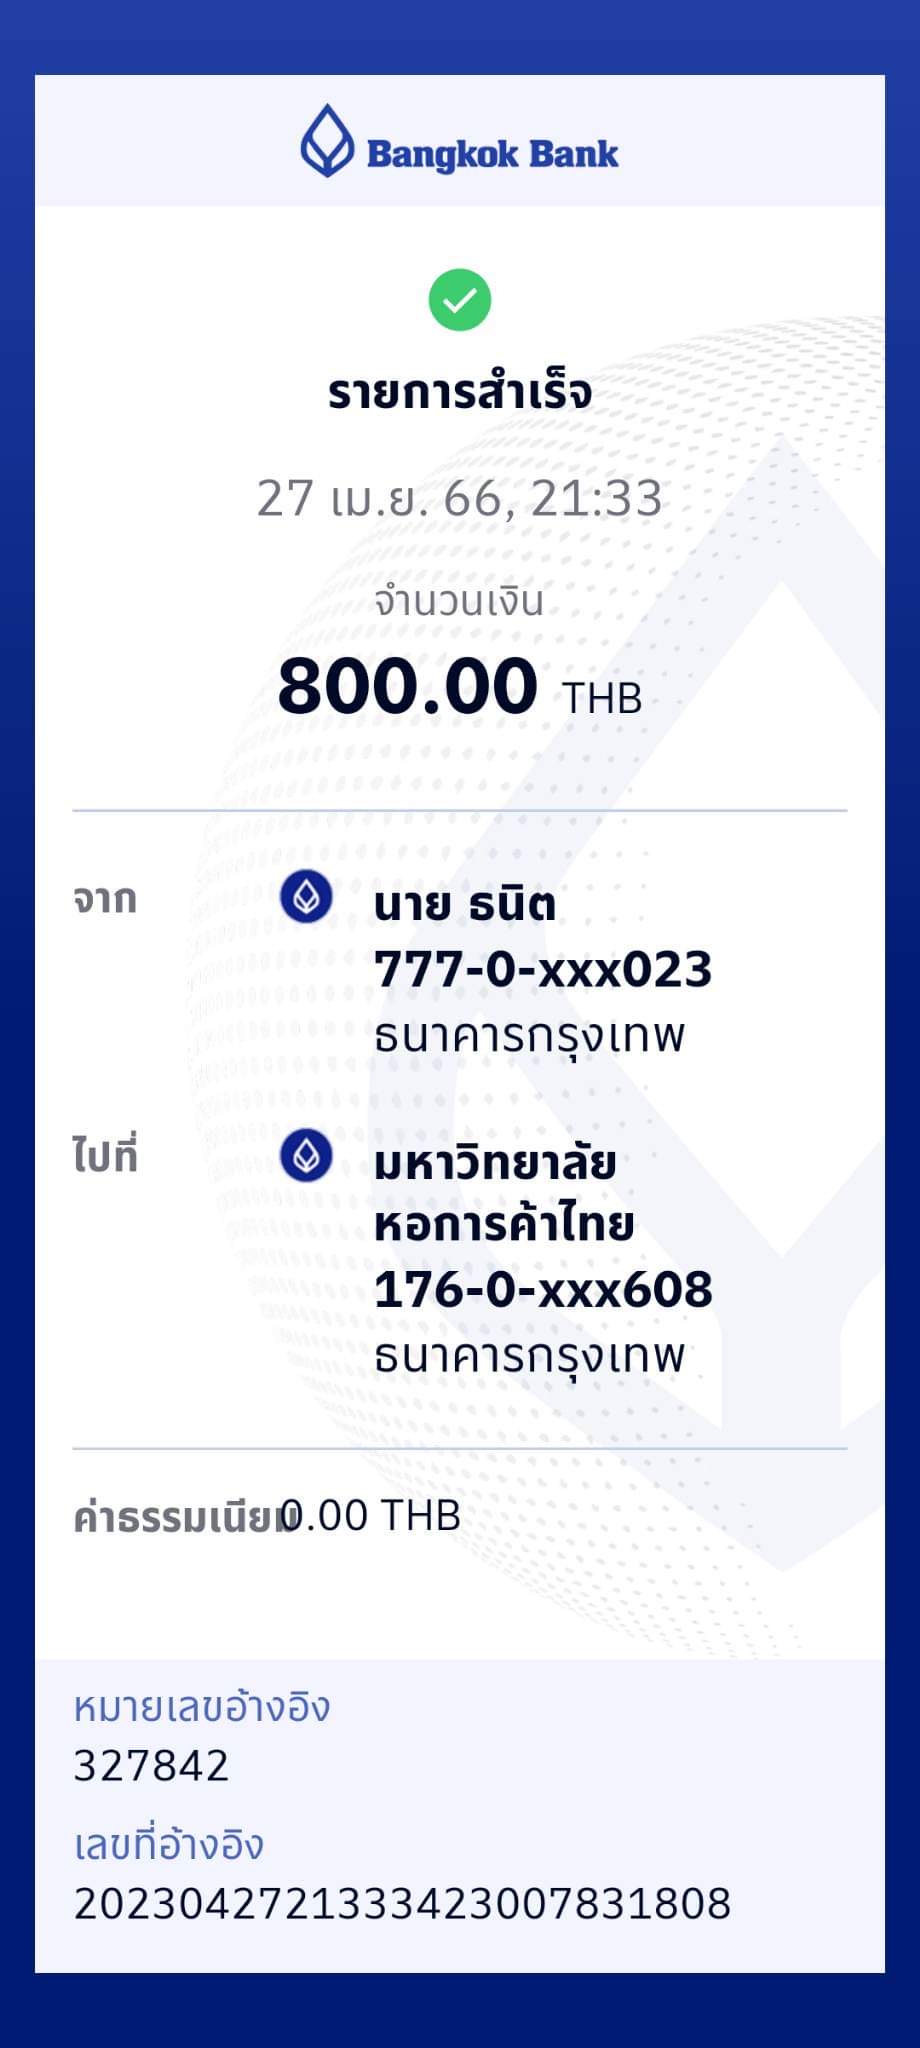 Bangkok Bank
รายการสำเร็จ
27 เม.ย. 66, 21:33
จำนวนเงิน
800.00 THB
จาก
นาย ธนิต
777-0-xxx023
ธนาคารกรุงเทพ
ไปที่
มหาวิทยาลัย
หอการค้าไทย
176-0-xxx608
ธนาคารกรุงเทพ
ค่าธรรมเนียม 0.00 THB
หมายเลขอ้างอิง
327842
เลขที่อ้างอิง
2023042721333423007831808